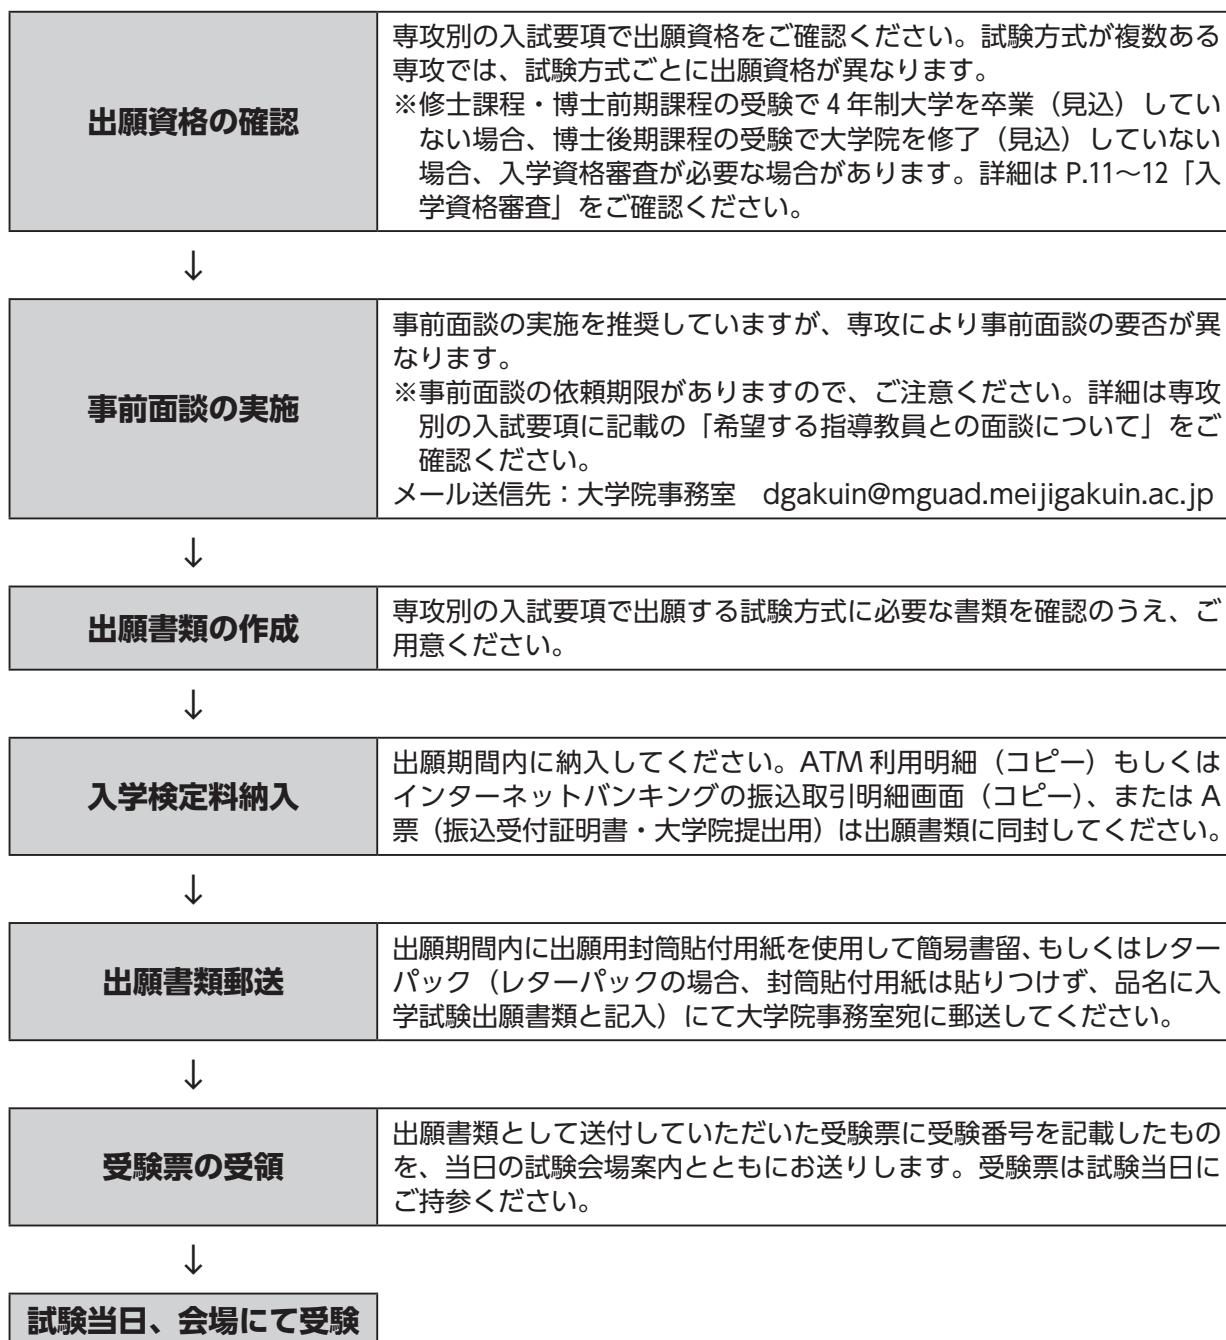 出願資格の確認
専攻別の入試要項で出願資格をご確認ください。試験方式が複数ある
専攻では、試験方式ごとに出願資格が異なります。
※修士課程・博士前期課程の受験で4年制大学を卒業（見込）してい
ない場合、博士後期課程の受験で大学院を修了（見込）していない
場合、入学資格審査が必要な場合があります。詳細は P.11～12「入
学資格審査」をご確認ください。
↓
事前面談の実施
事前面談の実施を推奨していますが、専攻により事前面談の要否が異
なります。
※事前面談の依頼期限がありますので、ご注意ください。詳細は専攻
別の入試要項に記載の「希望する指導教員との面談について」をご
確認ください。
メール送信先：大学院事務室　dgakuin@mguad.meijigakuin.ac.jp
↓
出願書類の作成
専攻別の入試要項で出願する試験方式に必要な書類を確認のうえ、ご
用意ください。
↓
入学検定料納入
出願期間内に納入してください。ATM 利用明細（コピー）もしくは
インターネットバンキングの振込取引明細画面（コピー）、または A
票（振込受付証明書・大学院提出用）は出願書類に同封してください。
↓
出願書類郵送
出願期間内に出願用封筒貼付用紙を使用して簡易書留、もしくはレター
パック（レターパックの場合、封筒貼付用紙は貼りつけず、品名に入
学試験出願書類と記入）にて大学院事務室宛に郵送してください。
↓
受験票の受領
出願書類として送付していただいた受験票に受験番号を記載したもの
を、当日の試験会場案内とともにお送りします。受験票は試験当日に
ご持参ください。
↓
試験当日、会場にて受験